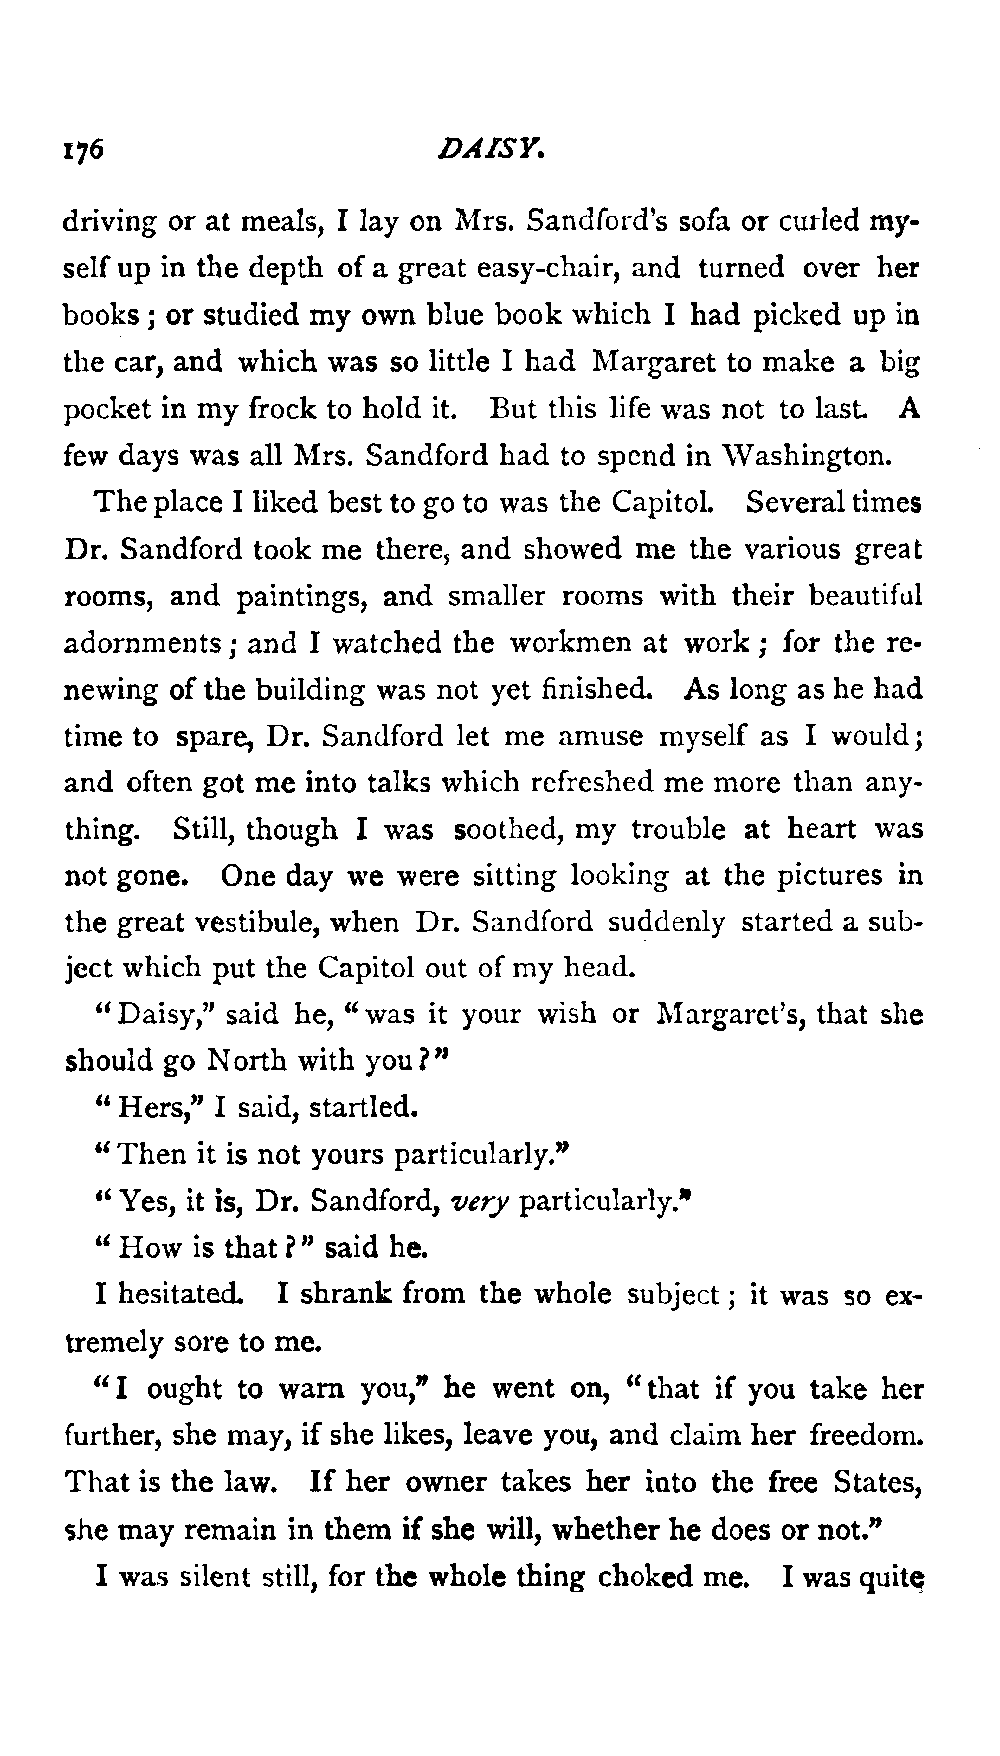 176 DAISY.
driving or at meals, I lay on Mrs. Sandford's sofa or curled my-
self up in the depth of a great easy-chair, and turned over her
books; or studied my own blue book which I had picked up in
the car, and which was so little I had Margaret to make a big
pocket in my frock to hold it. But this life was not to last. A
few days was all Mrs. Sandford had to spend in Washington.
The place I liked best to go to was the Capitol. Several times
Dr. Sandford took me there, and showed me the various great
rooms, and paintings, and smaller rooms with their beautiful
adornments; and I watched the workmen at work; for the re-
newing of the building was not yet finished. As long as he had
time to spare, Dr. Sandford let me amuse myself as I would;
and often got me into talks which refreshed me more than any-
thing. Still, though I was soothed, my trouble at heart was
not gone. One day we were sitting looking at the pictures in
the great vestibule, when Dr. Sandford suddenly started a sub-
ject which put the Capitol out of my head.
"Daisy," said he, "was it your wish or Margaret's, that she
should go North with you?"
"Hers," I said, startled.
"Then it is not yours particularly."
"Yes, it is, Dr. Sandford, very particularly."
"How is that?" said he.
I hesitated. I shrank from the whole subject; it was so ex-
tremely sore to me.
"I ought to warn you," he went on, "that if you take her
further, she may, if she likes, leave you, and claim her freedom.
That is the law. If her owner takes her into the free States,
she may remain in them if she will, whether he does or not."
I was silent still, for the whole thing choked me. I was quite